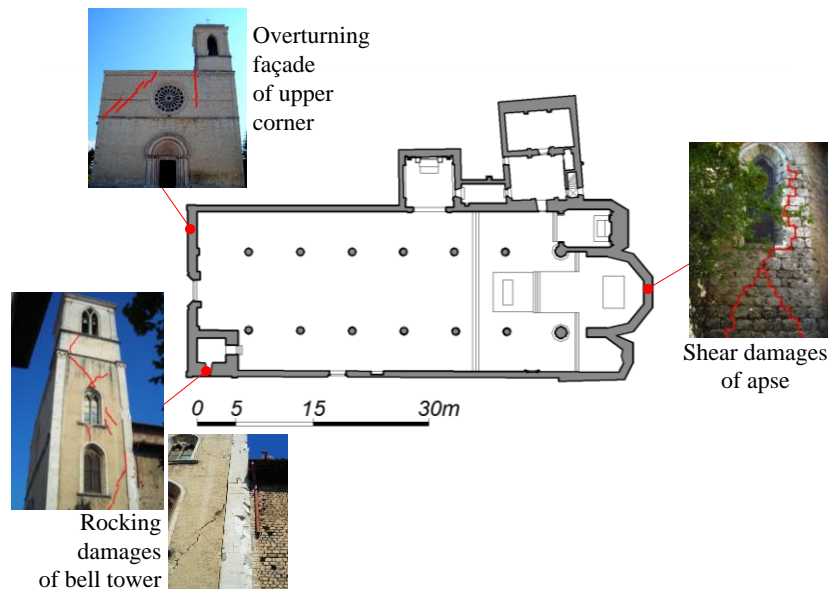 Overturning
façade
of upper
corner
Shear damages
of apse
0 5 15 30m
Rocking
damages
of bell tower